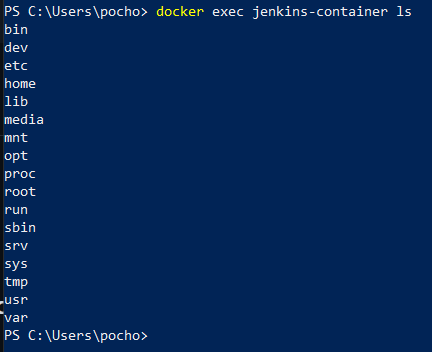 PS C:\Users\pocho> docker exec jenkins-container ls
bin
dev
etc
home
lib
media
mnt
opt
proc
root
run
sbin
srv
sys
tmp
usr
var
PS C:\Users\pocho>